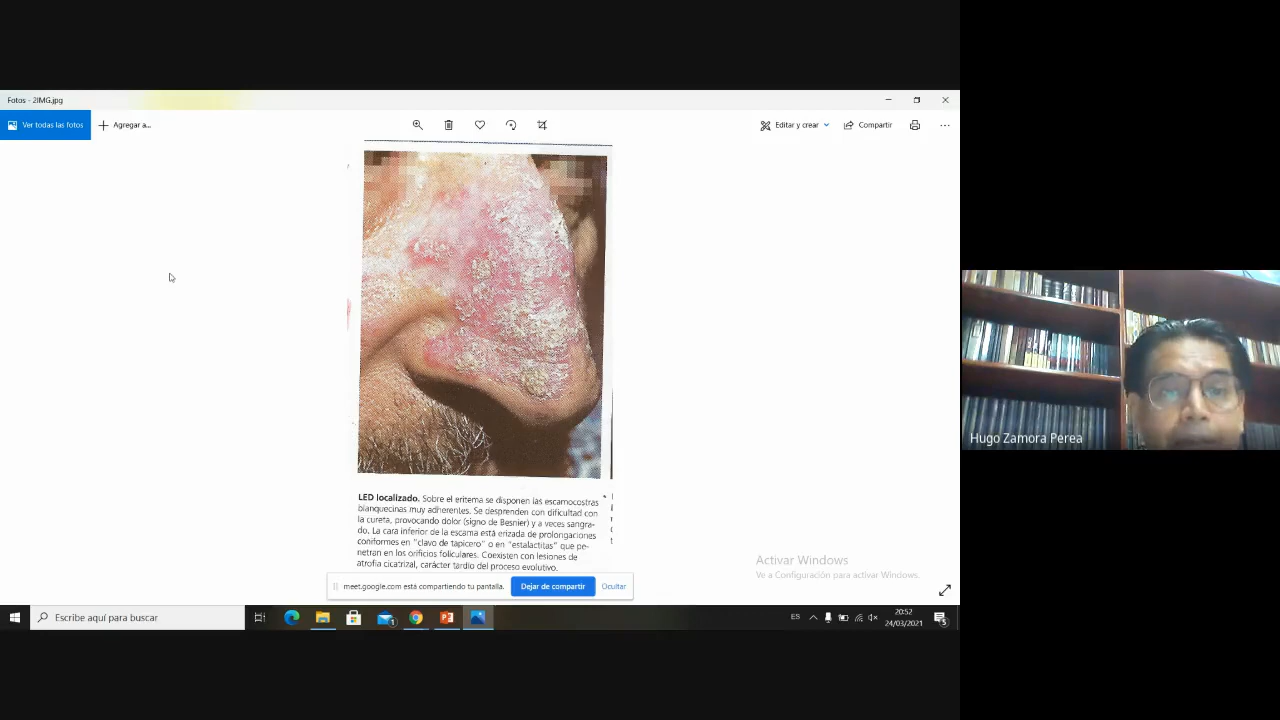 Fotos - 2IMG.jpg
Ver todas las fotos
Agregar a...
Editar y crear
Compartir
LED localizado. Sobre el eritema se disponen las escamocostras
blanquecinas muy adherentes. Se desprenden con dificultad con
la cureta, provocando dolor (signo de Besnier) y a veces sangra-
do. La cara inferior de la escama está erizada de prolongaciones
coniformes en "clavo de tapicero" o en "estalactitas" que pe-
netran en los orificios foliculares. Coexisten con lesiones de
atrofia cicatrizal, carácter tardío del proceso evolutivo.
Hugo Zamora Perea
Activar Windows
Ve a Configuración para activar Windows.
meet.google.com está compartiendo tu pantalla.
Dejar de compartir
Ocultar
Escribe aquí para buscar
1
ES
20:52
24/03/2021
5